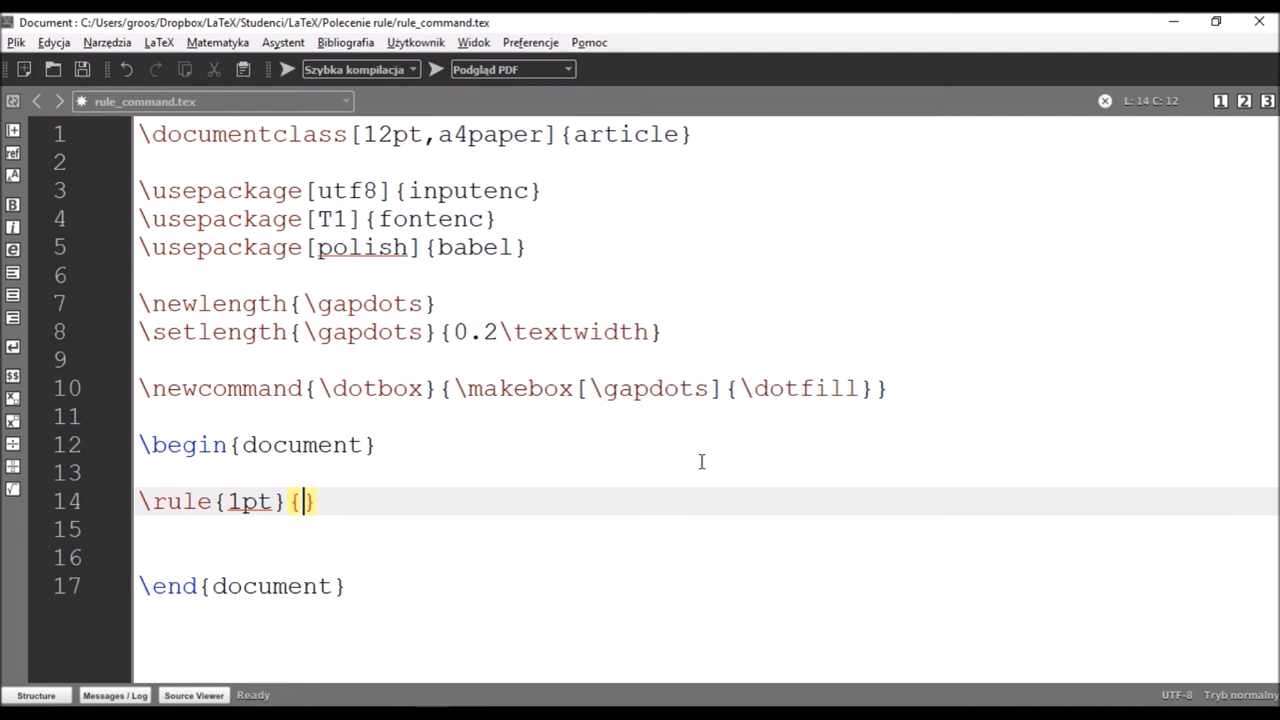 Document : C:/Users/groos/Dropbox/LaTeX/Studenci/LaTeX/Polecenie rule/rule_command.tex
Plik Edycja Narzędzia LaTeX Matematyka Asystent Bibliografia Użytkownik Widok Preferencje Pomoc
Szybka kompilacja Podgląd PDF
rule_command.tex L: 14 C: 12 1 2 3
1 \documentclass[12pt,a4paper]{article}
2
3 \usepackage[utf8]{inputenc}
4 \usepackage[T1]{fontenc}
5 \usepackage[polish]{babel}
6
7 \newlength{\gapdots}
8 \setlength{\gapdots}{0.2\textwidth}
9
10 \newcommand{\dotbox}{\makebox[\gapdots]{\dotfill}}
11
12 \begin{document}
13
14 \rule{1pt}{}
15
16
17 \end{document}
Structure Messages / Log Source Viewer Ready UTF-8 Tryb normalny